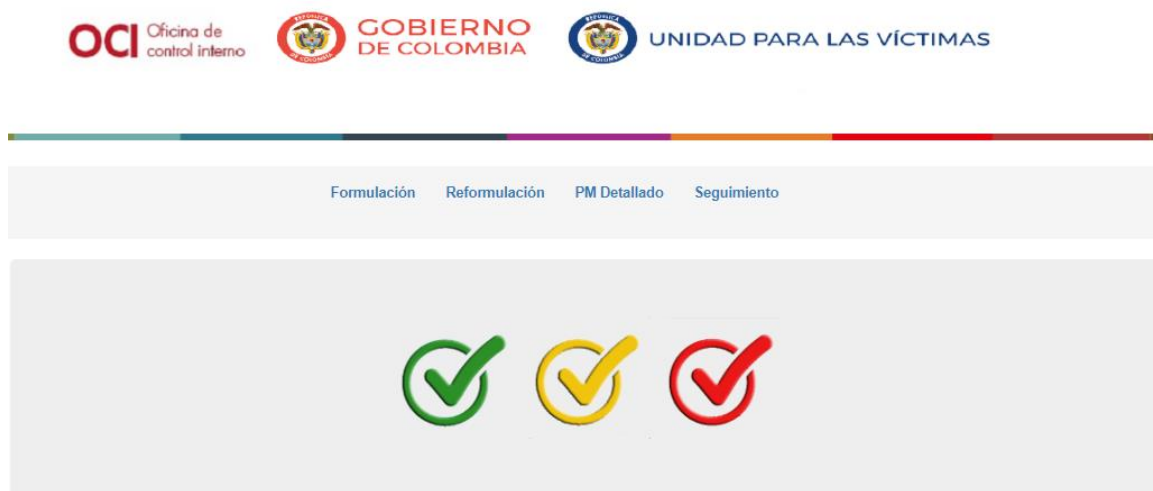 OCI Oficina de
control interno
GOBIERNO
DE COLOMBIA
UNIDAD PARA LAS VÍCTIMAS
Formulación Reformulación PM Detallado Seguimiento